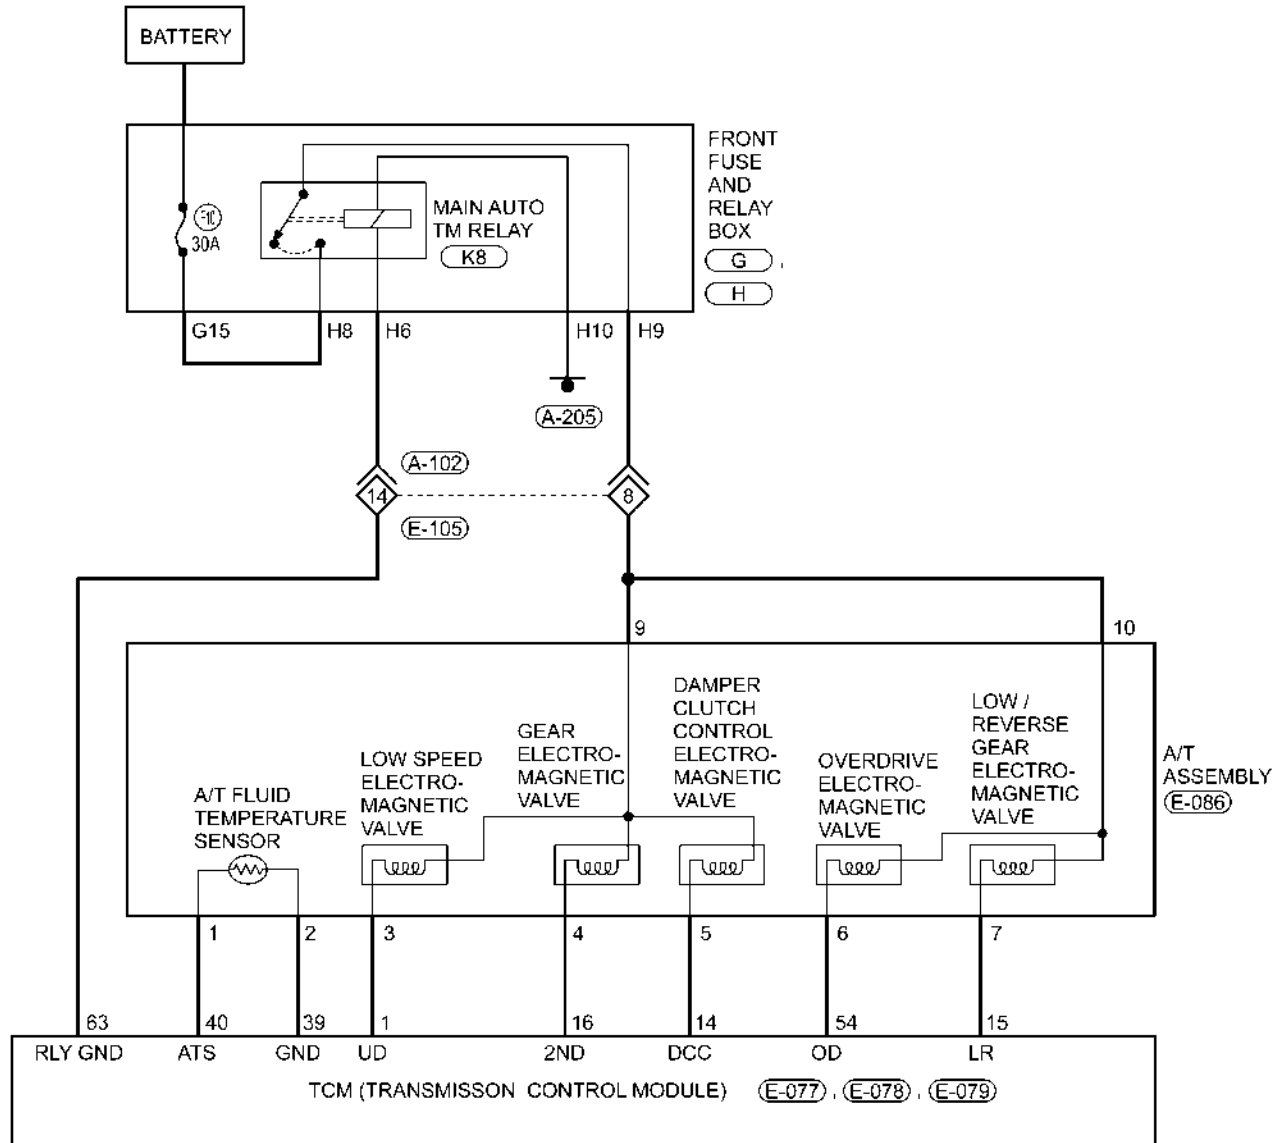 BATTERY
FRONT
FUSE
AND
RELAY
BOX
G ,
H
F10
30A
MAIN AUTO
TM RELAY
K8
G15
H8
H6
H10
H9
A-205
A-102
14
8
E-105
9
10
DAMPER
CLUTCH
CONTROL
ELECTRO-
MAGNETIC
VALVE
LOW /
REVERSE
GEAR
ELECTRO-
MAGNETIC
VALVE
GEAR
ELECTRO-
MAGNETIC
VALVE
LOW SPEED
ELECTRO-
MAGNETIC
VALVE
OVERDRIVE
ELECTRO-
MAGNETIC
VALVE
A/T FLUID
TEMPERATURE
SENSOR
A/T
ASSEMBLY
E-086
1
2
3
4
5
6
7
63
40
39
1
16
14
54
15
RLY GND
ATS
GND
UD
2ND
DCC
OD
LR
TCM (TRANSMISSON CONTROL MODULE)
E-077 , E-078 , E-079